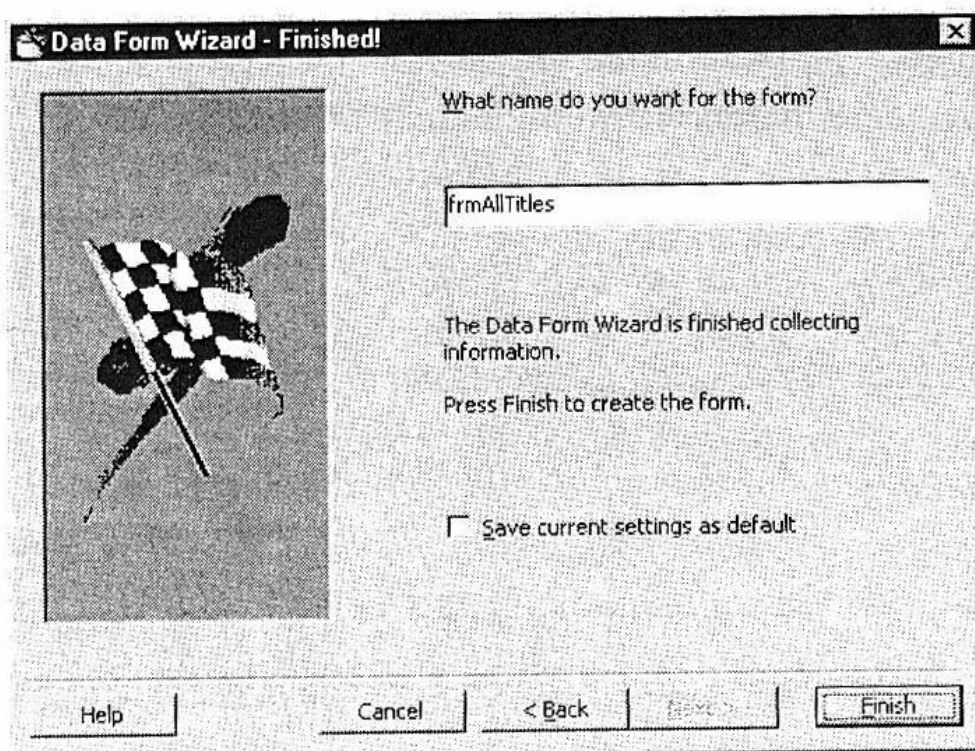 Data Form Wizard - Finished!
What name do you want for the form?
frmAllTitles
The Data Form Wizard is finished collecting
information.
Press Finish to create the form.
Save current settings as default
Help
Cancel
< Back
Next >
Finish